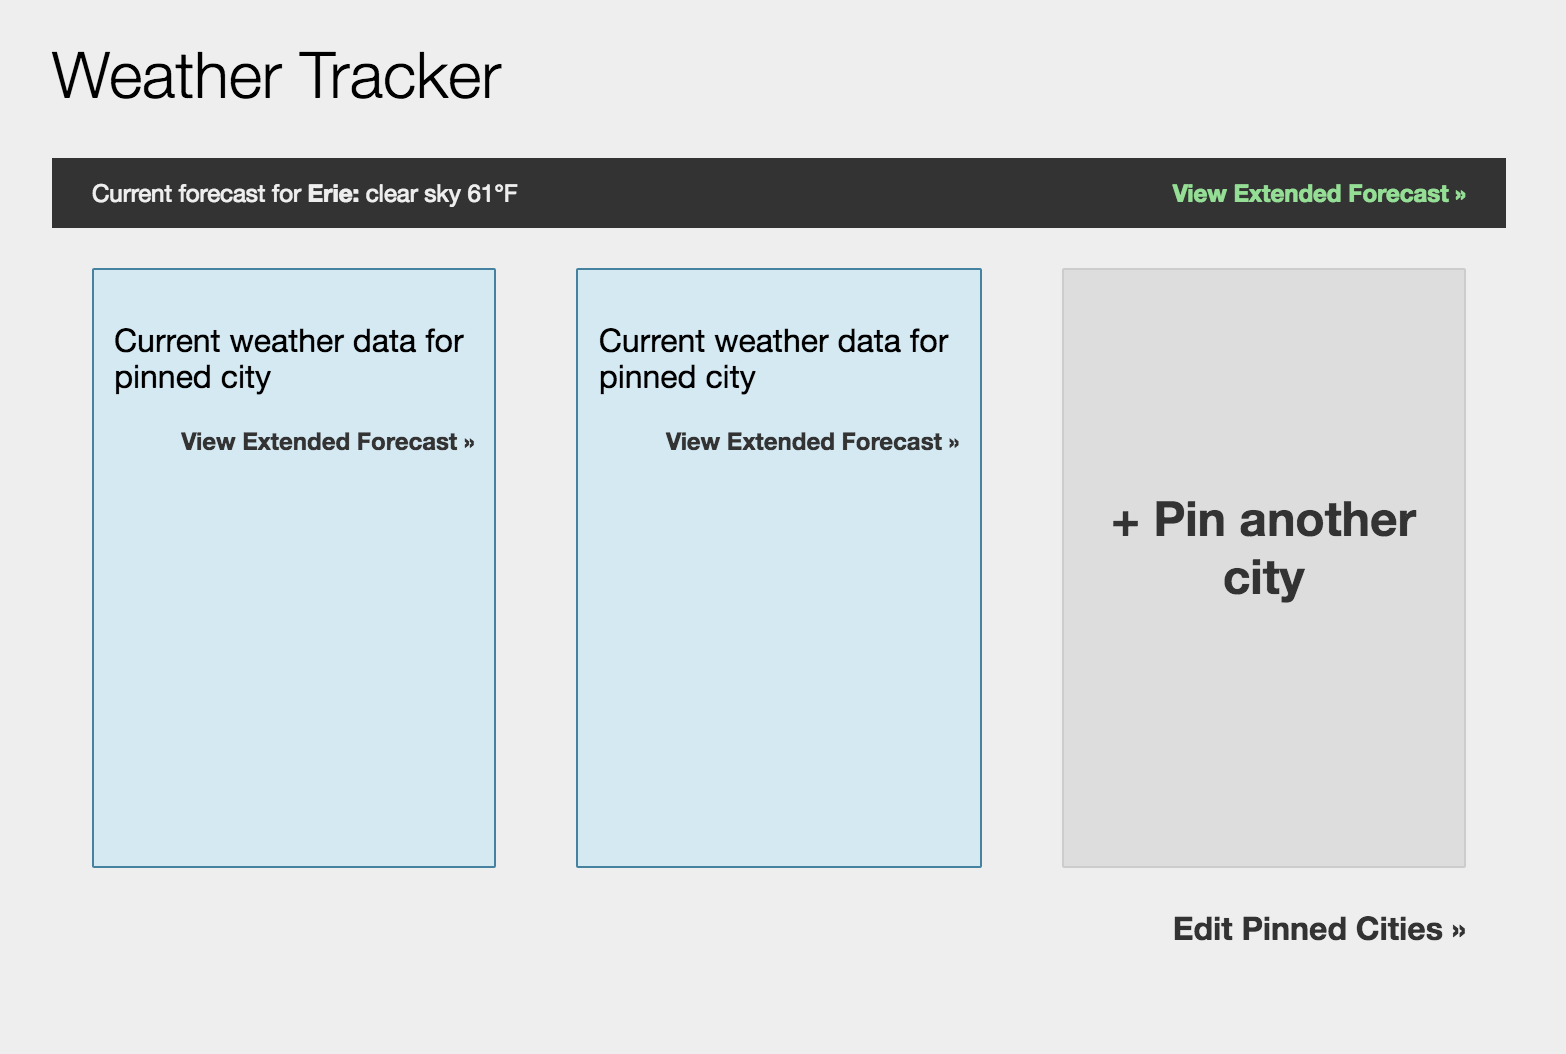 Weather Tracker
Current forecast for Erie: clear sky 61°F
View Extended Forecast »
Current weather data for
pinned city
View Extended Forecast »
Current weather data for
pinned city
View Extended Forecast »
+ Pin another
city
Edit Pinned Cities »